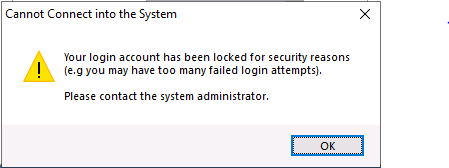 Cannot Connect into the System
Your login account has been locked for security reasons
(e.g you may have too many failed login attempts).
Please contact the system administrator.
OK